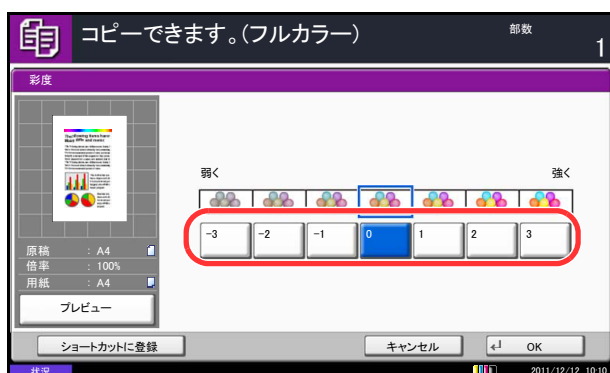 コピーできます。(フルカラー)
部数
1
彩度
弱く
強く
-3
-2
-1
0
1
2
3
原稿 : A4
倍率 : 100%
用紙 : A4
プレビュー
ショートカットに登録
キャンセル
OK
状況
2011/12/12 10:10